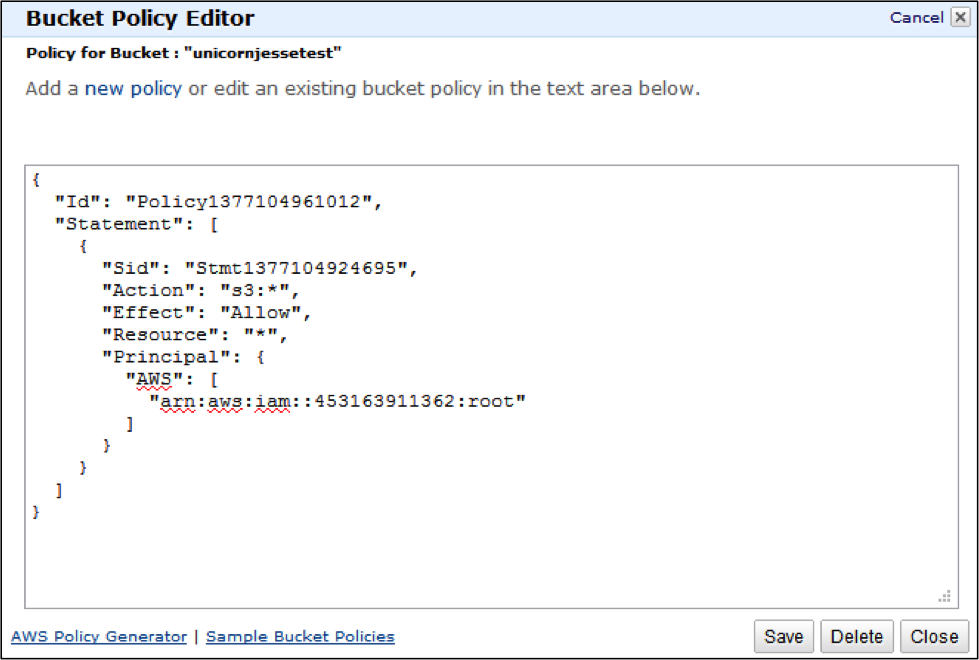 Bucket Policy Editor
Cancel
Policy for Bucket : "unicornjessetest"
Add a new policy or edit an existing bucket policy in the text area below.
{
"Id": "Policy1377104961012",
"Statement": [
{
"Sid": "Stmt1377104924695",
"Action": "s3:*",
"Effect": "Allow",
"Resource": "*",
"Principal": {
"AWS": [
"arn:aws:iam::453163911362:root"
]
}
}
]
}
AWS Policy Generator | Sample Bucket Policies
Save Delete Close